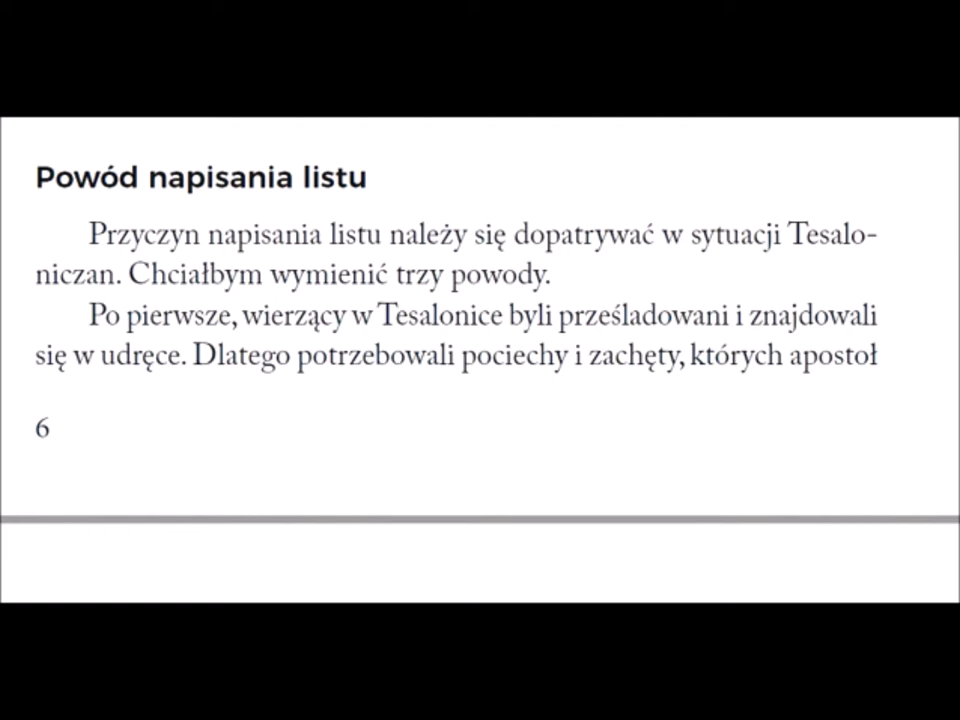 Powód napisania listu
Przyczyn napisania listu należy się dopatrywać w sytuacji Tesalo-
niczan. Chciałbym wymienić trzy powody.
Po pierwsze, wierzący w Tesalonice byli prześladowani i znajdowali
się w udręce. Dlatego potrzebowali pociechy i zachęty, których apostoł
6